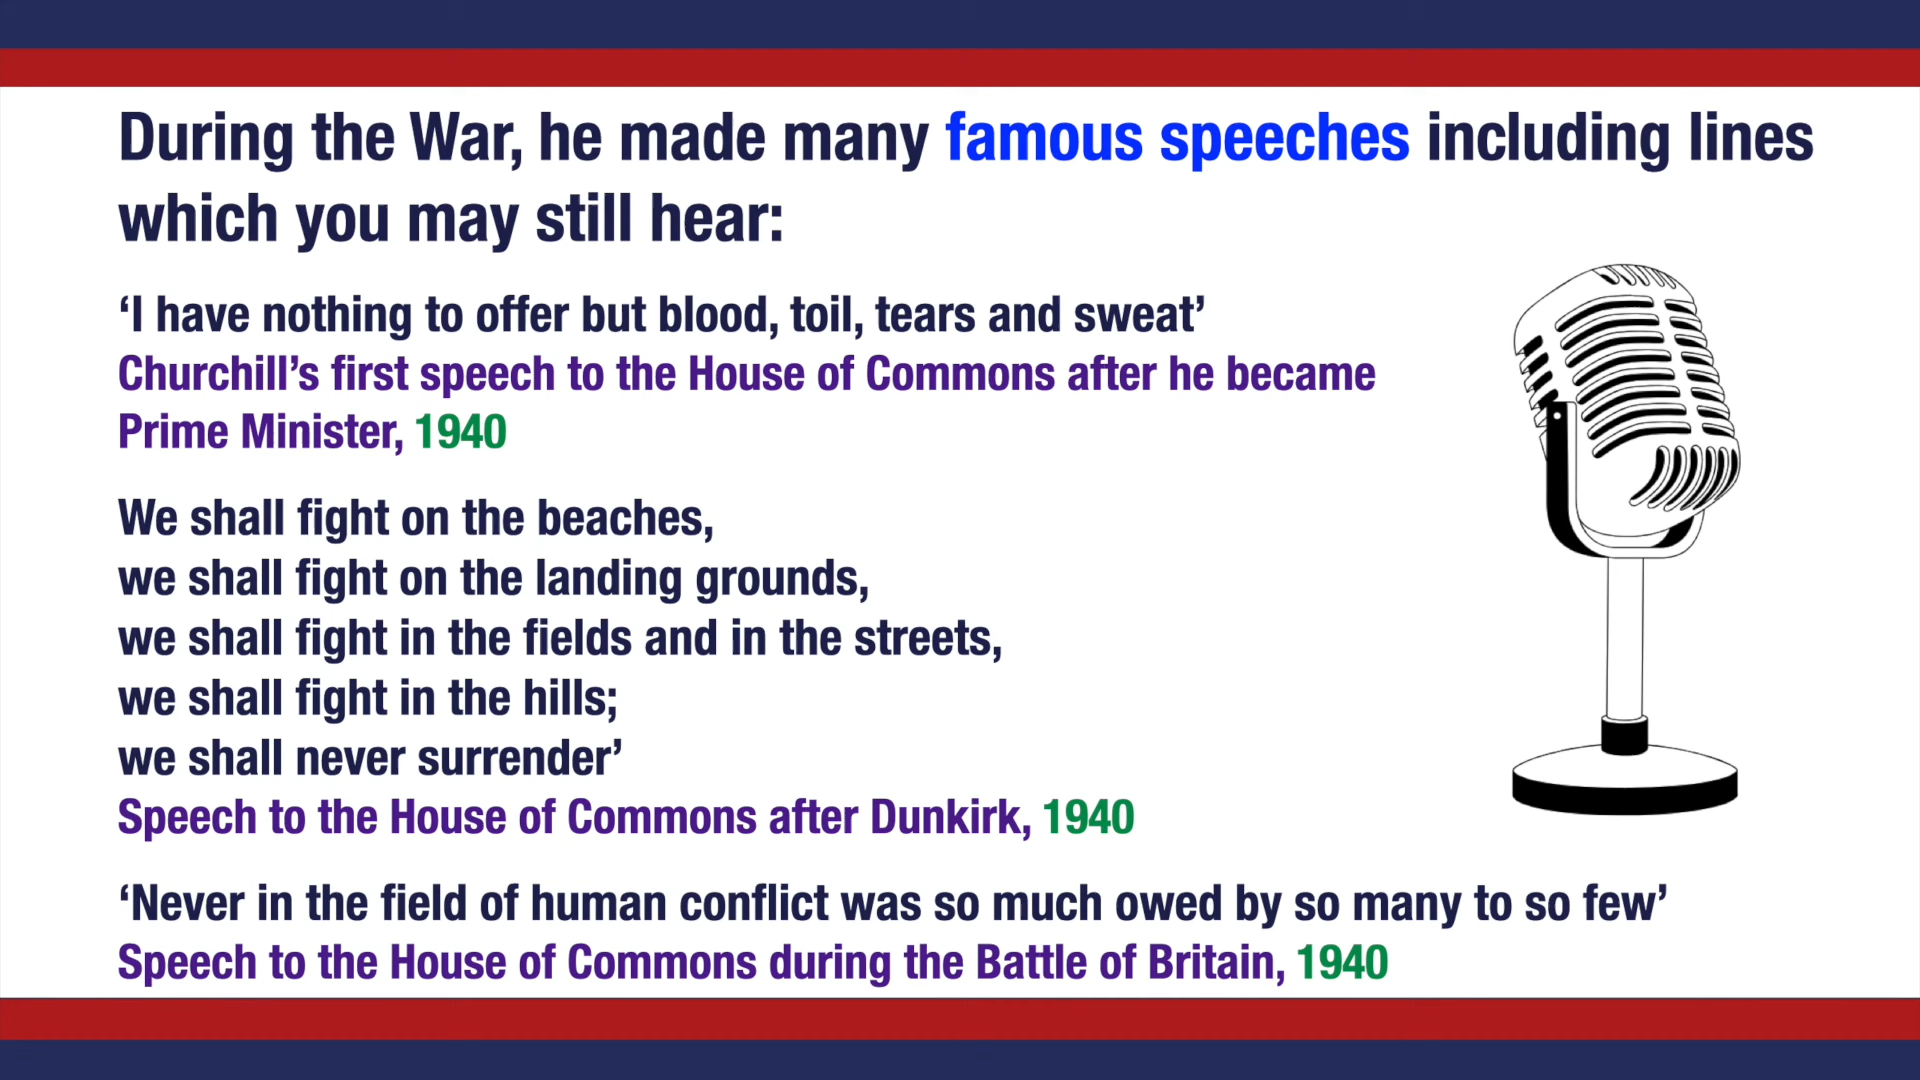 During the War, he made many famous speeches including lines
which you may still hear:
‘I have nothing to offer but blood, toil, tears and sweat’
Churchill’s first speech to the House of Commons after he became
Prime Minister, 1940
We shall fight on the beaches,
we shall fight on the landing grounds,
we shall fight in the fields and in the streets,
we shall fight in the hills;
we shall never surrender’
Speech to the House of Commons after Dunkirk, 1940
‘Never in the field of human conflict was so much owed by so many to so few’
Speech to the House of Commons during the Battle of Britain, 1940